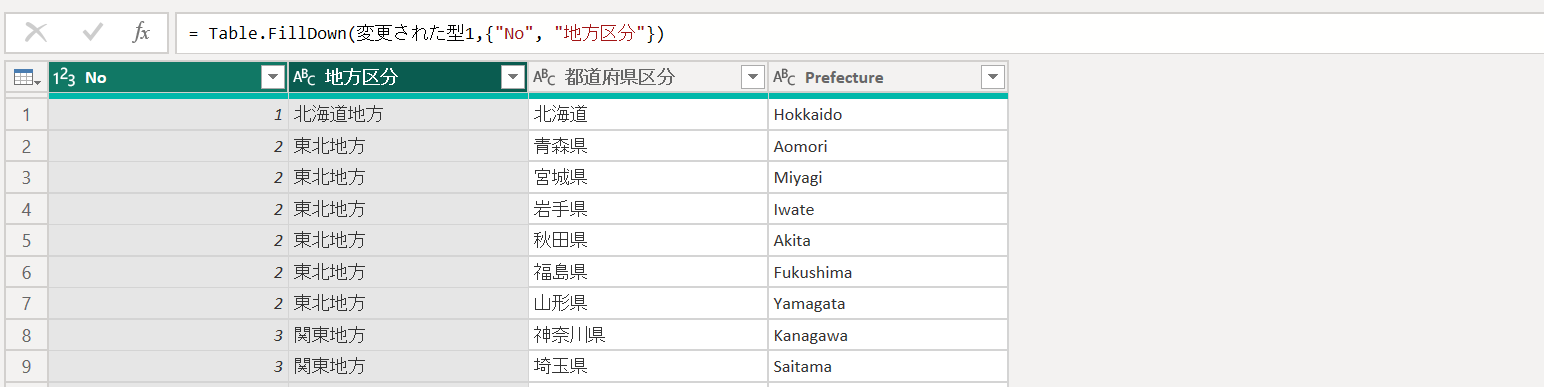 fx = Table.FillDown(変更された型1,{"No", "地方区分"})
123 No ABC 地方区分 ABC 都道府県区分 ABC Prefecture
1 1 北海道地方 北海道 Hokkaido
2 2 東北地方 青森県 Aomori
3 2 東北地方 宮城県 Miyagi
4 2 東北地方 岩手県 Iwate
5 2 東北地方 秋田県 Akita
6 2 東北地方 福島県 Fukushima
7 2 東北地方 山形県 Yamagata
8 3 関東地方 神奈川県 Kanagawa
9 3 関東地方 埼玉県 Saitama